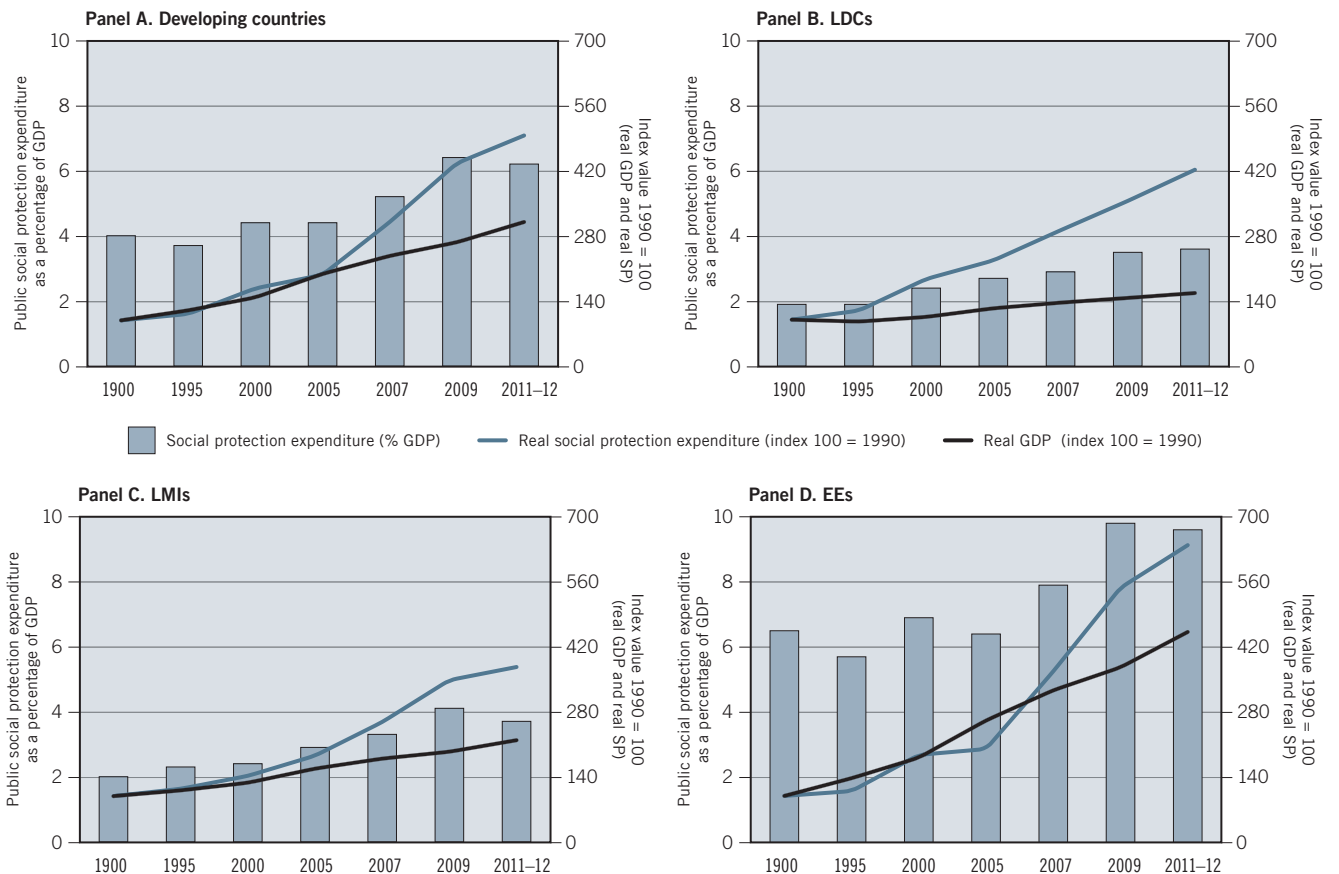 Panel A. Developing countries
10
8
6
4
2
0
Public social protection expenditure
as a percentage of GDP
700
560
420
280
140
0
Index value 1990 = 100
(real GDP and real SP)
1900 1995 2000 2005 2007 2009 2011–12
Panel B. LDCs
10
8
6
4
2
0
Public social protection expenditure
as a percentage of GDP
700
560
420
280
140
0
Index value 1990 = 100
(real GDP and real SP)
1900 1995 2000 2005 2007 2009 2011–12
Social protection expenditure (% GDP) Real social protection expenditure (index 100 = 1990) Real GDP (index 100 = 1990)
Panel C. LMIs
10
8
6
4
2
0
Public social protection expenditure
as a percentage of GDP
700
560
420
280
140
0
Index value 1990 = 100
(real GDP and real SP)
1900 1995 2000 2005 2007 2009 2011–12
Panel D. EEs
10
8
6
4
2
0
Public social protection expenditure
as a percentage of GDP
700
560
420
280
140
0
Index value 1990 = 100
(real GDP and real SP)
1900 1995 2000 2005 2007 2009 2011–12